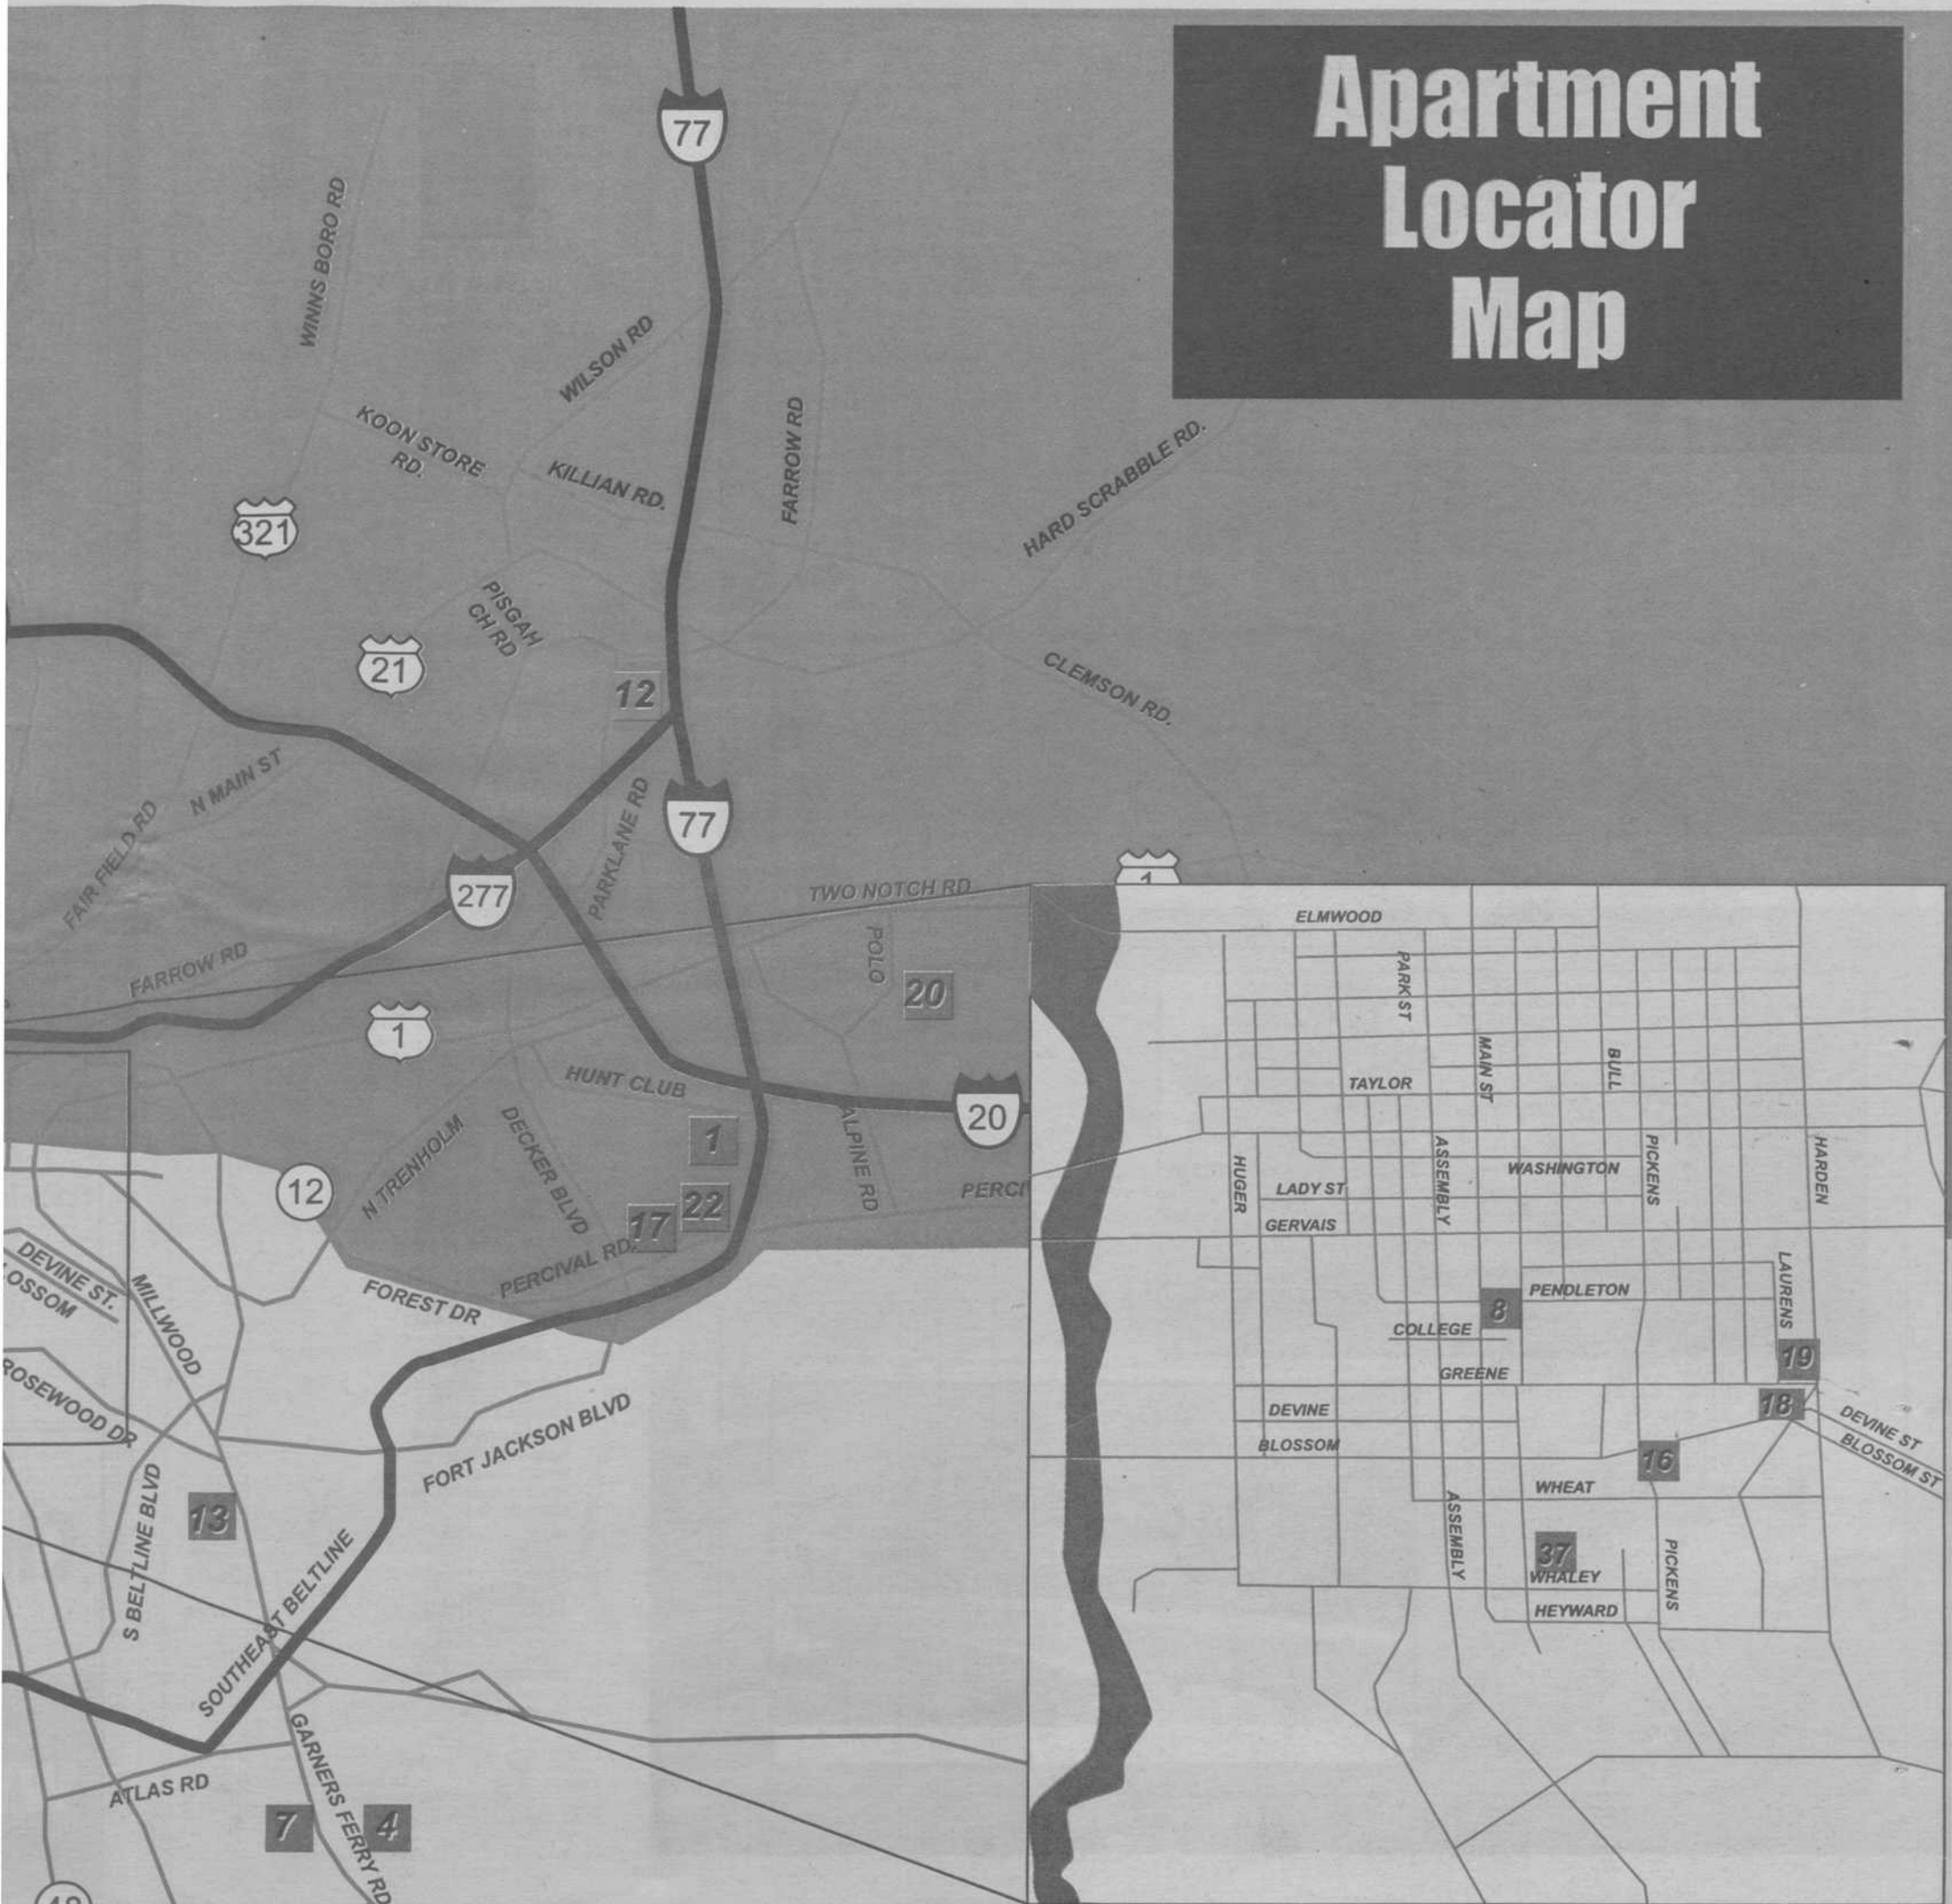 Apartment
Locator
Map
77
WINNS BORO RD
WILSON RD
KOON STORE
RD.
KILLIAN RD.
FARROW RD
HARD SCRABBLE RD.
321
PISGAH
CH RD
21
12
CLEMSON RD.
N MAIN ST
FAIR FIELD RD
PARKLANE RD
77
277
TWO NOTCH RD
1
FARROW RD
POLO
20
1
HUNT CLUB
20
N TRENHOLM
DECKER BLVD
1
ALPINE RD
12
22
17
PERCI
PERCIVAL RD.
DEVINE ST.
LOSSOM
MILLWOOD
FOREST DR
ROSEWOOD DR
FORT JACKSON BLVD
S BELTLINE BLVD
13
SOUTHEAST BELTLINE
GARNERS FERRY RD
ATLAS RD
7
4
48
ELMWOOD
PARK ST
MAIN ST
BULL
TAYLOR
HUGER
ASSEMBLY
WASHINGTON
PICKENS
HARDEN
LADY ST
GERVAIS
LAURENS
PENDLETON
8
COLLEGE
GREENE
19
18
DEVINE
DEVINE ST
BLOSSOM
BLOSSOM ST
16
WHEAT
ASSEMBLY
37
WHALEY
PICKENS
HEYWARD